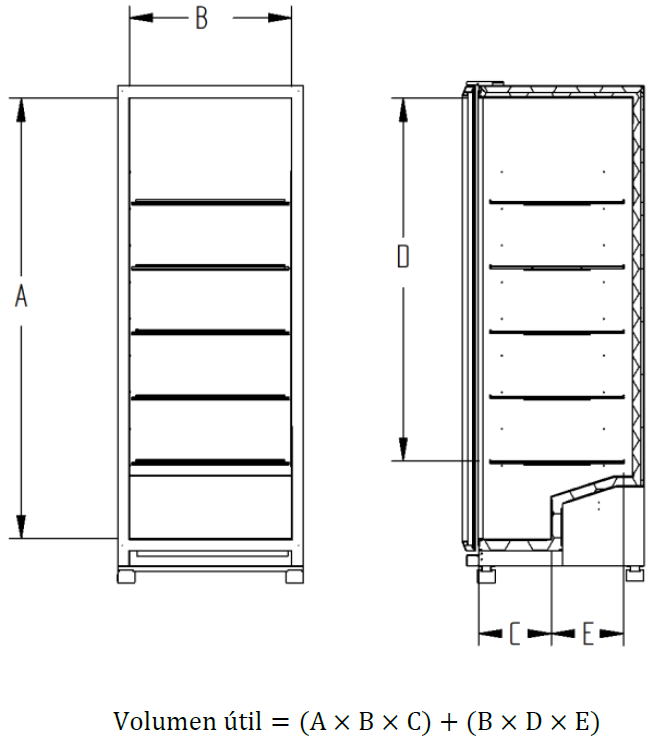 B
A
D
C
E
Volumen útil = (A × B × C) + (B × D × E)